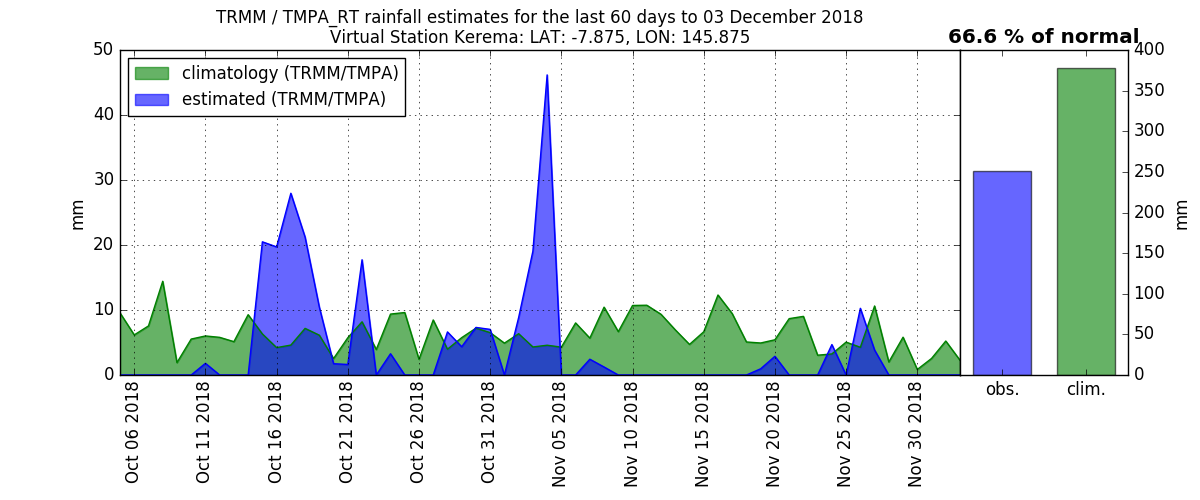 TRMM / TMPA_RT rainfall estimates for the last 60 days to 03 December 2018
Virtual Station Kerema: LAT: -7.875, LON: 145.875
66.6 % of normal
climatology (TRMM/TMPA)
estimated (TRMM/TMPA)
50
40
30
20
10
0
mm
Oct 06 2018
Oct 11 2018
Oct 16 2018
Oct 21 2018
Oct 26 2018
Oct 31 2018
Nov 05 2018
Nov 10 2018
Nov 15 2018
Nov 20 2018
Nov 25 2018
Nov 30 2018
obs.
clim.
400
350
300
250
200
150
100
50
0
mm